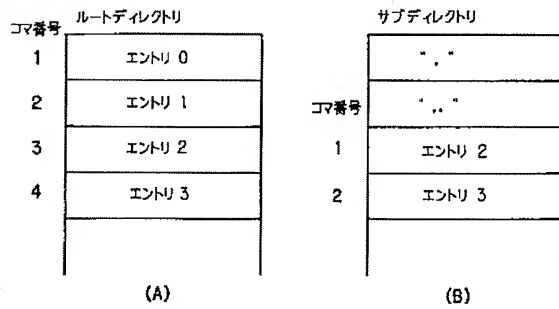 ルートディレクトリ
コマ番号
1 エントリ 0
2 エントリ 1
3 エントリ 2
4 エントリ 3
(A)
サブディレクトリ
" . "
" .. "
コマ番号
1 エントリ 2
2 エントリ 3
(B)